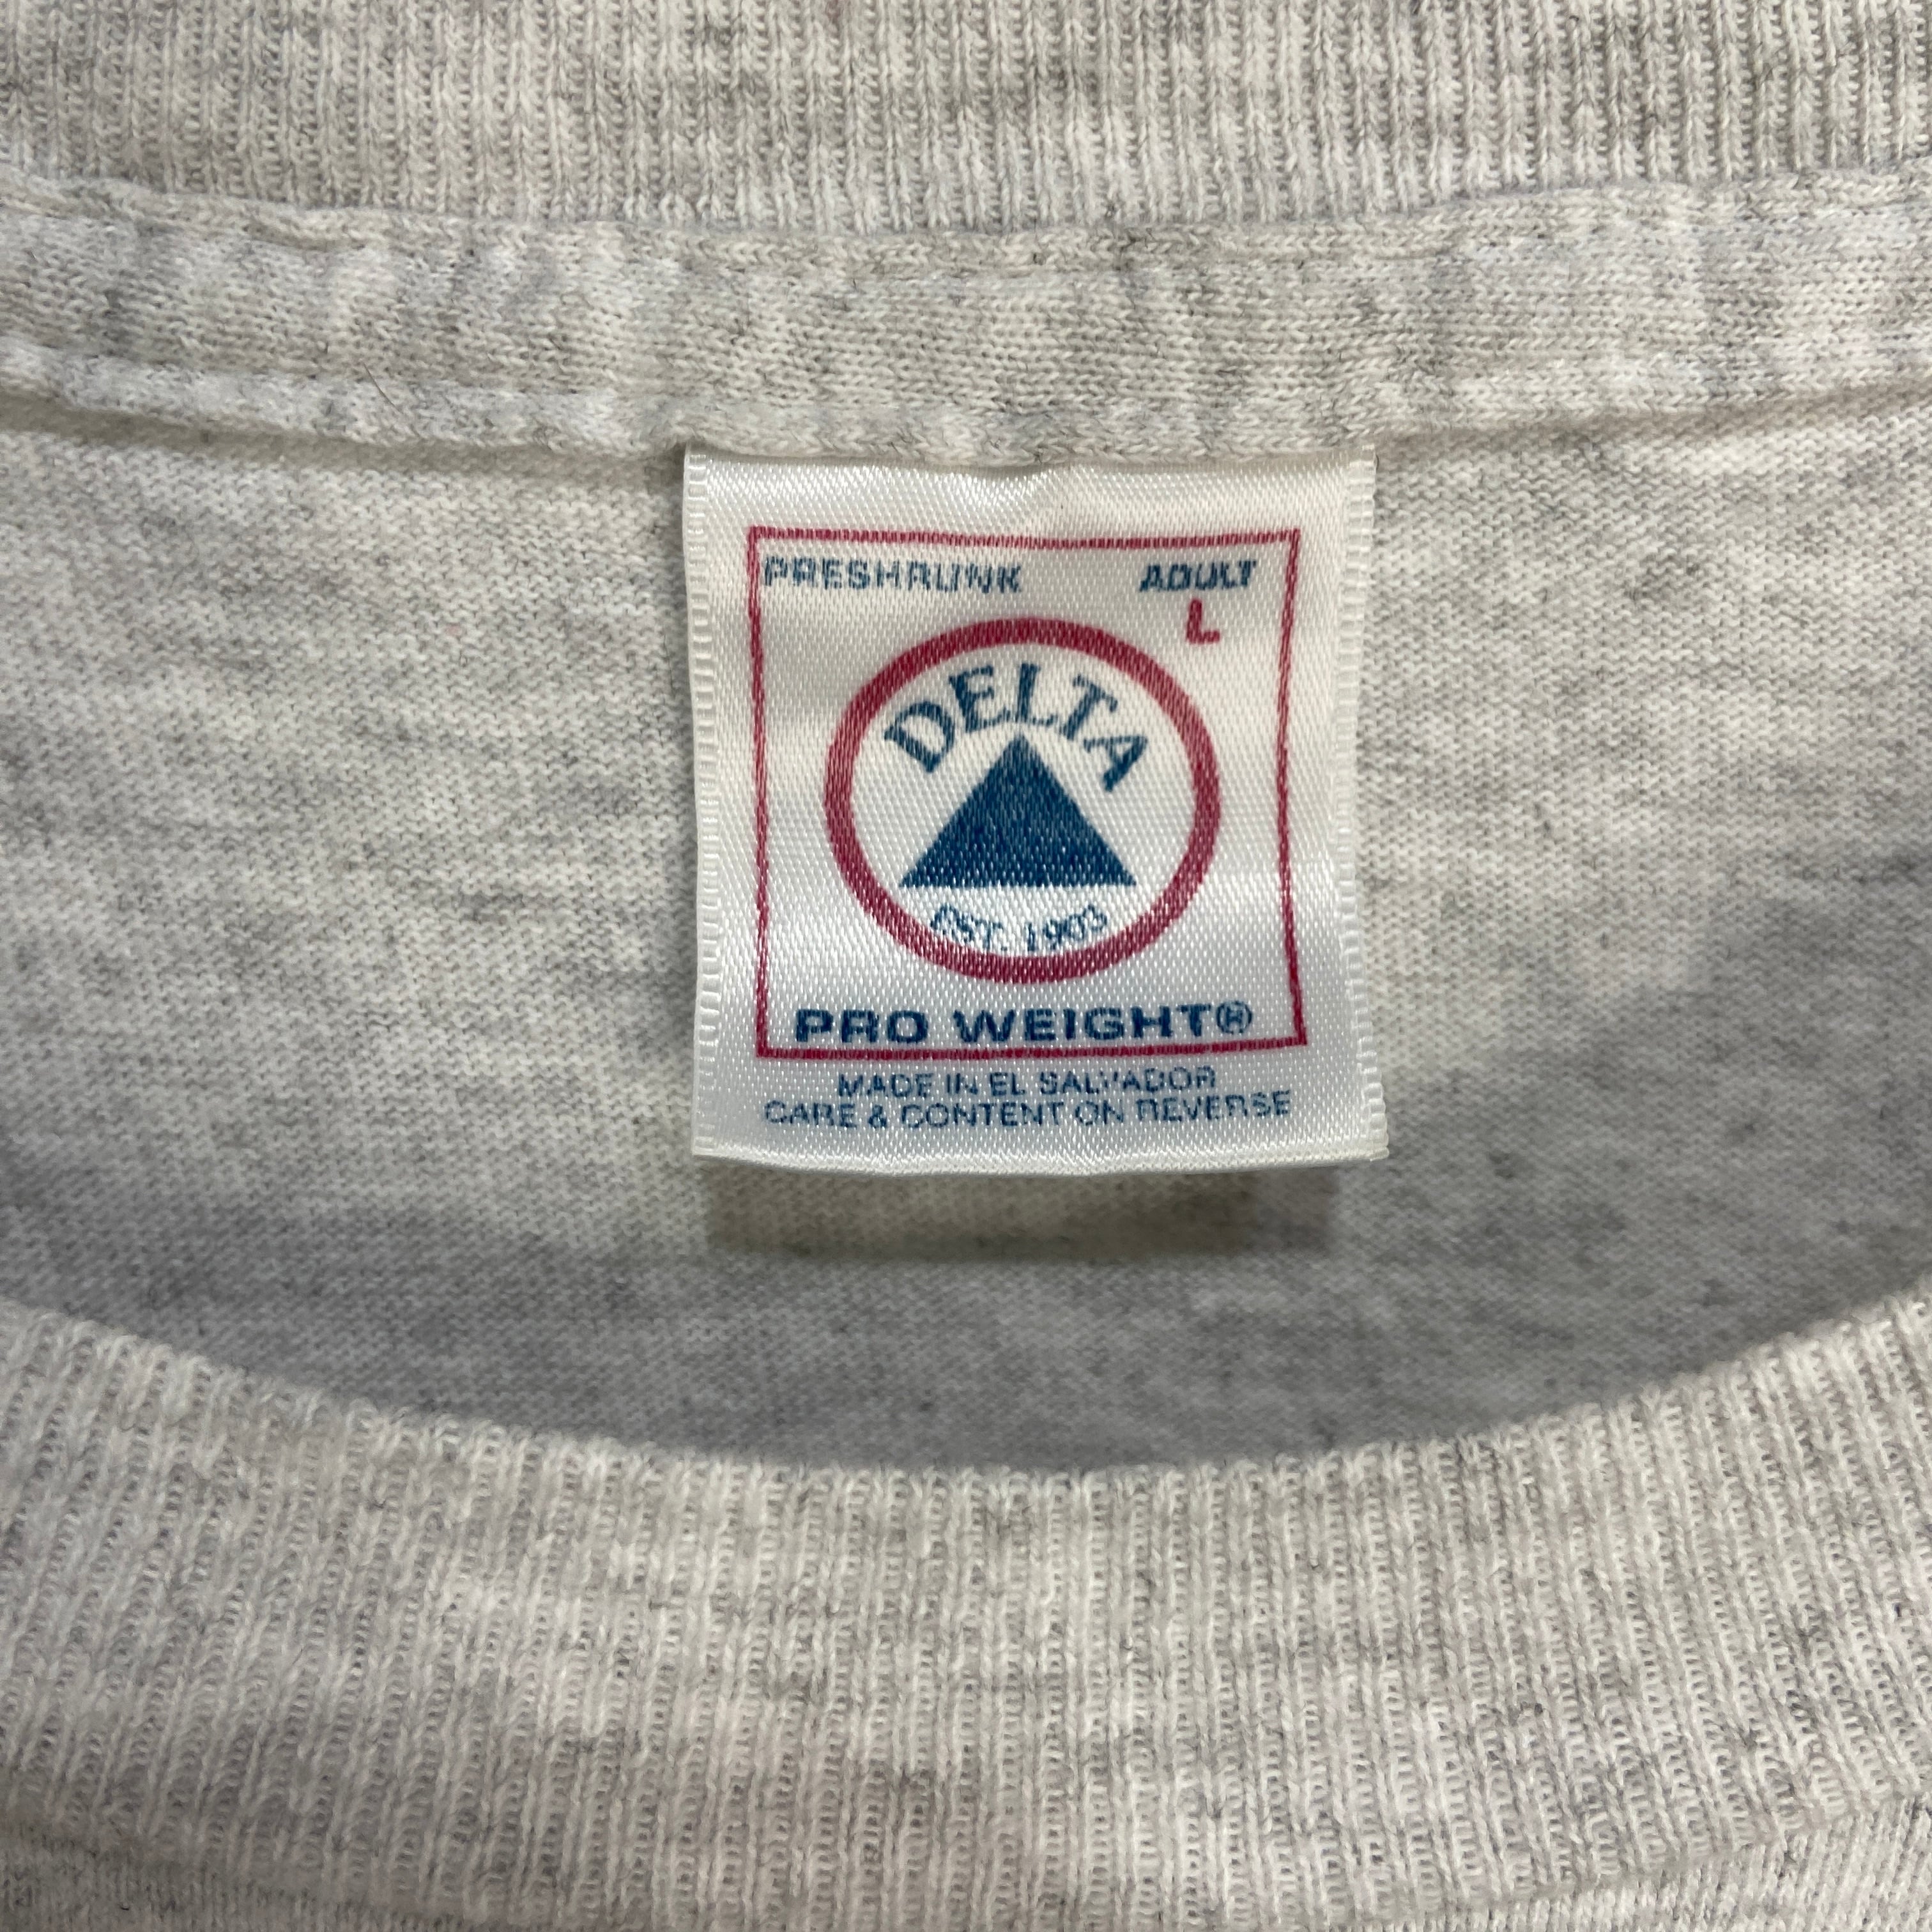 PRESHRUNK ADULT
L
DELTA
EST. 1903
PRO WEIGHT®
MADE IN EL SALVADOR
CARE & CONTENT ON REVERSE